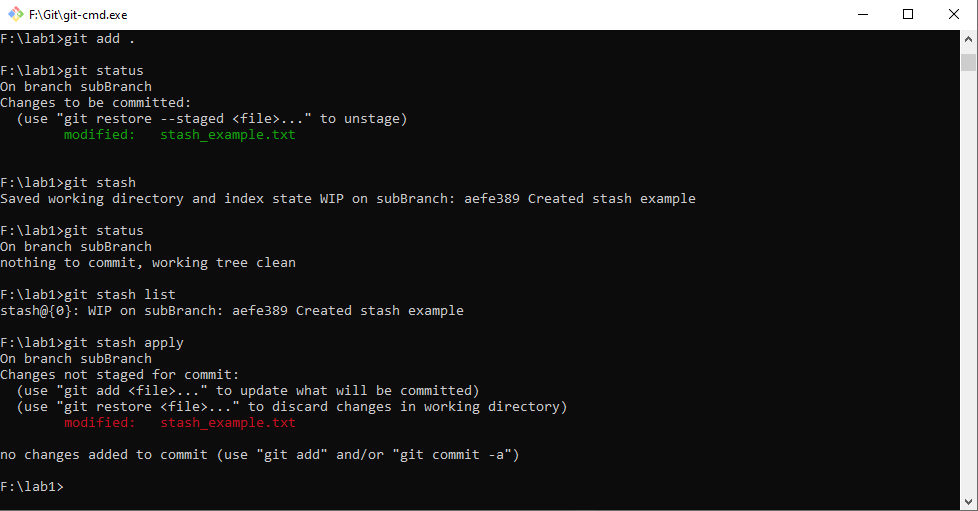 F:\Git\git-cmd.exe
F:\lab1>git add .
F:\lab1>git status
On branch subBranch
Changes to be committed:
  (use "git restore --staged <file>..." to unstage)
        modified:   stash_example.txt
F:\lab1>git stash
Saved working directory and index state WIP on subBranch: aefe389 Created stash example
F:\lab1>git status
On branch subBranch
nothing to commit, working tree clean
F:\lab1>git stash list
stash@{0}: WIP on subBranch: aefe389 Created stash example
F:\lab1>git stash apply
On branch subBranch
Changes not staged for commit:
  (use "git add <file>..." to update what will be committed)
  (use "git restore <file>..." to discard changes in working directory)
        modified:   stash_example.txt
no changes added to commit (use "git add" and/or "git commit -a")
F:\lab1>